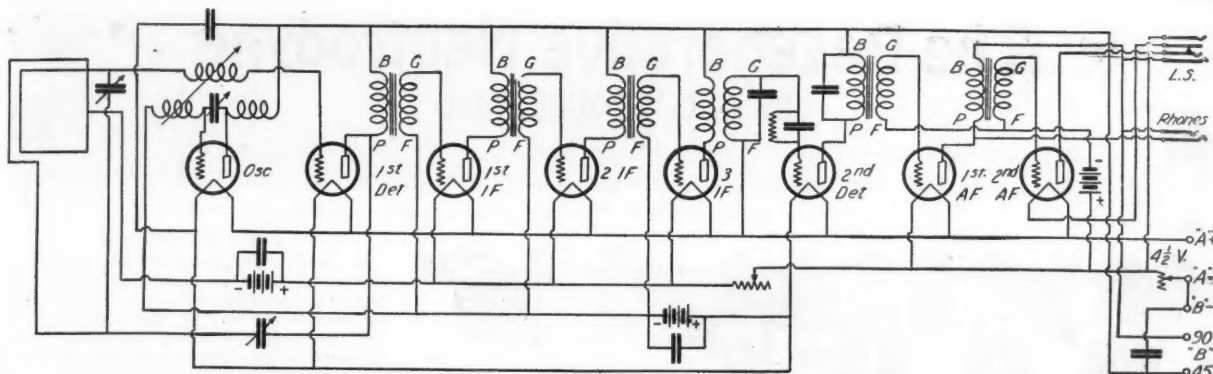 B G
B G
B G
B G
B G
B G
L.S.
Phones
P F
P F
P F
P F
P F
P F
Osc
1st Det
1st IF
2 IF
3 IF
2nd Det
1st. AF
2nd AF
- +
"A"+
4½ V.
"A"-
"B"-
90
"B"
45
- +
- +